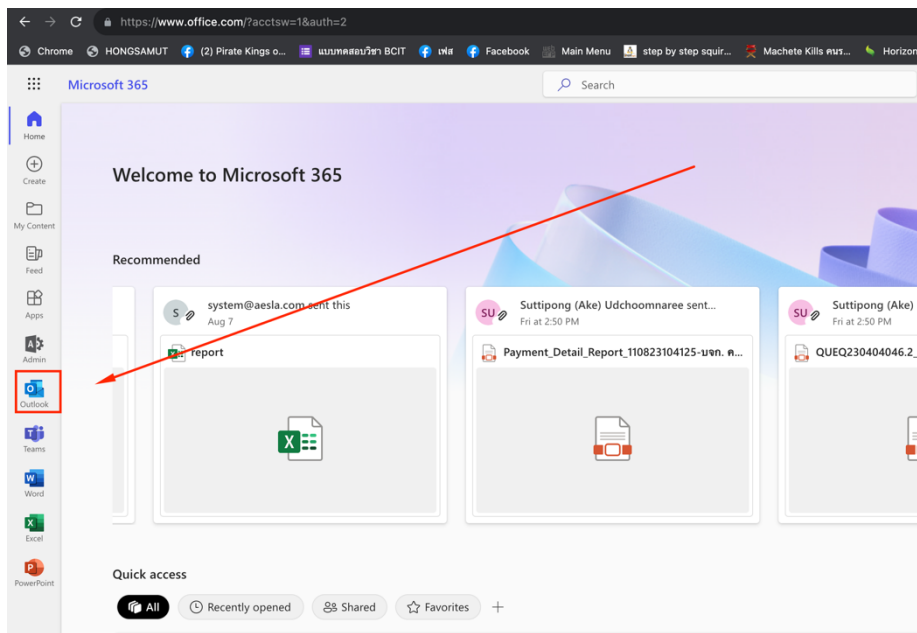 https://www.office.com/?acctsw=1&auth=2
Chrome HONGSAMUT (2) Pirate Kings o... แบบทดสอบวิชา BCIT เฟส Facebook Main Menu step by step squir... Machete Kills คนร... Horizon
Microsoft 365
Search
Home
Create
My Content
Feed
Apps
Admin
Outlook
Teams
Word
Excel
PowerPoint
Welcome to Microsoft 365
Recommended
S
system@aesla.com sent this
Aug 7
report
SU
Suttipong (Ake) Udchoomnaree sent...
Fri at 2:50 PM
Payment_Detail_Report_110823104125-บจก. ค...
SU
Suttipong (Ake)
Fri at 2:50 PM
QUEQ230404046.2_
Quick access
All Recently opened Shared Favorites